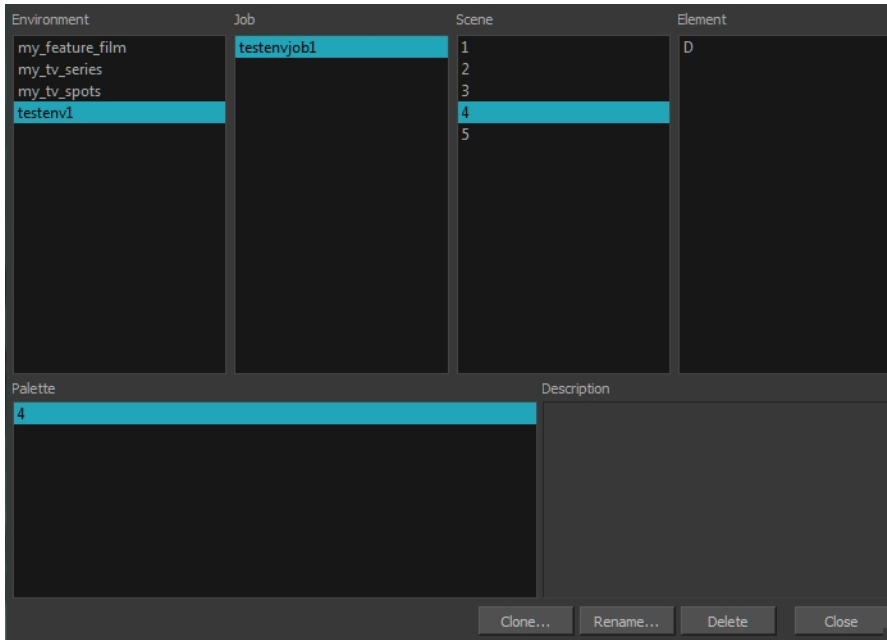 Environment
Job
Scene
Element
my_feature_film
my_tv_series
my_tv_spots
testenv1
testenvjob1
1
2
3
4
5
D
Palette
Description
4
Clone...
Rename...
Delete
Close